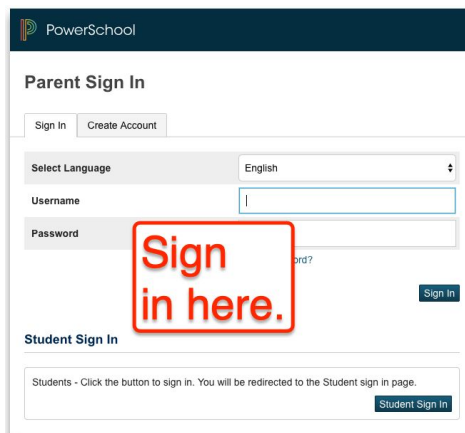 PowerSchool
Parent Sign In
Sign In Create Account
Select Language English
Username
Password
Sign
in here.
ord?
Sign In
Student Sign In
Students - Click the button to sign in. You will be redirected to the Student sign in page.
Student Sign In